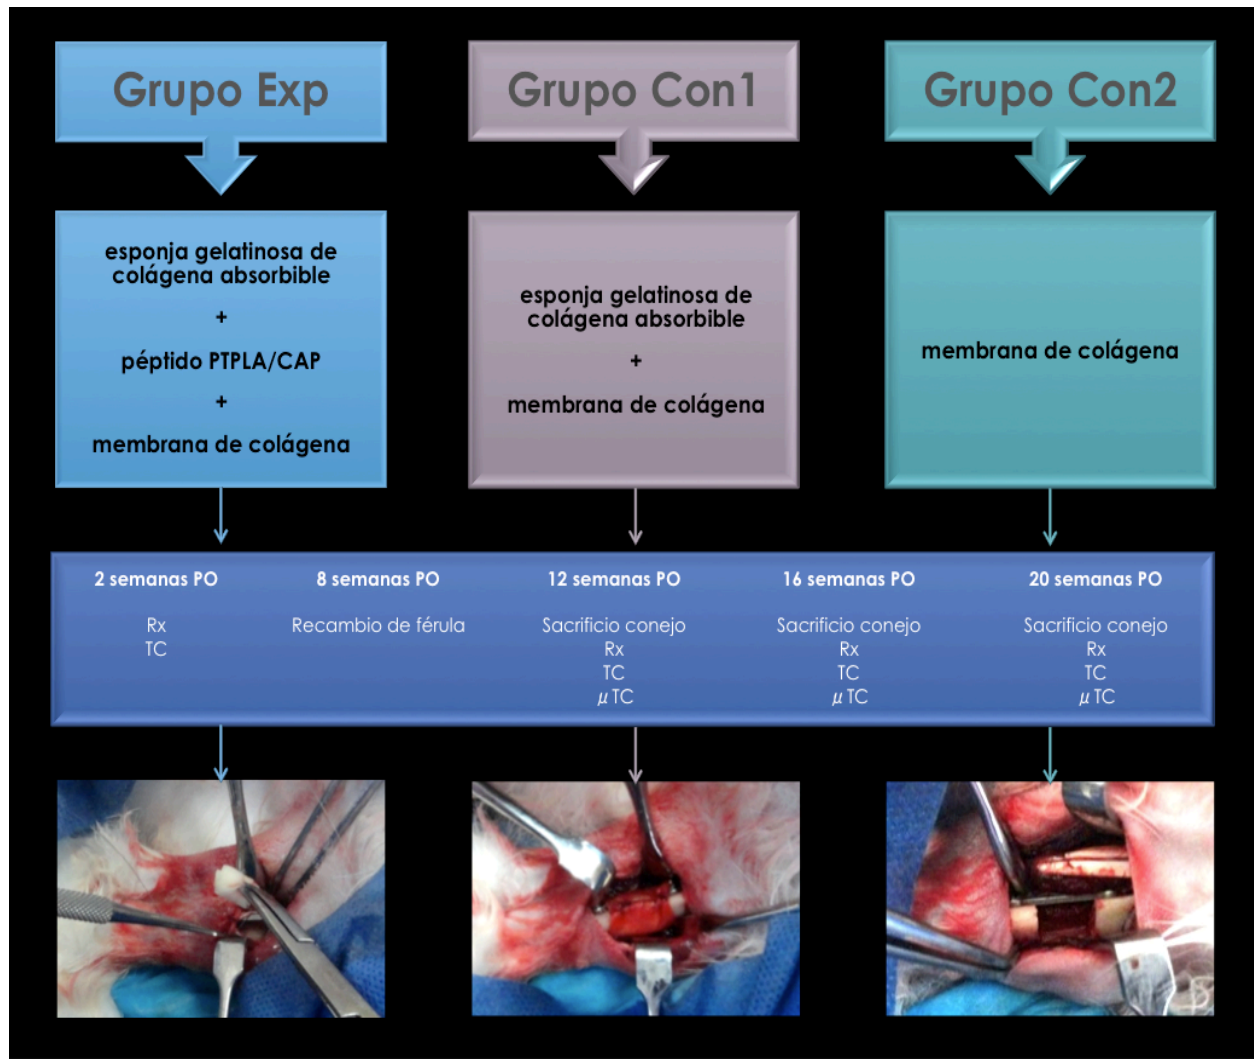 Grupo Exp
Grupo Con1
Grupo Con2
esponja gelatinosa de
colágena absorbible
+
péptido PTPLA/CAP
+
membrana de colágena
esponja gelatinosa de
colágena absorbible
+
membrana de colágena
membrana de colágena
2 semanas PO
Rx
TC
8 semanas PO
Recambio de férula
12 semanas PO
Sacrificio conejo
Rx
TC
μ TC
16 semanas PO
Sacrificio conejo
Rx
TC
μ TC
20 semanas PO
Sacrificio conejo
Rx
TC
μ TC